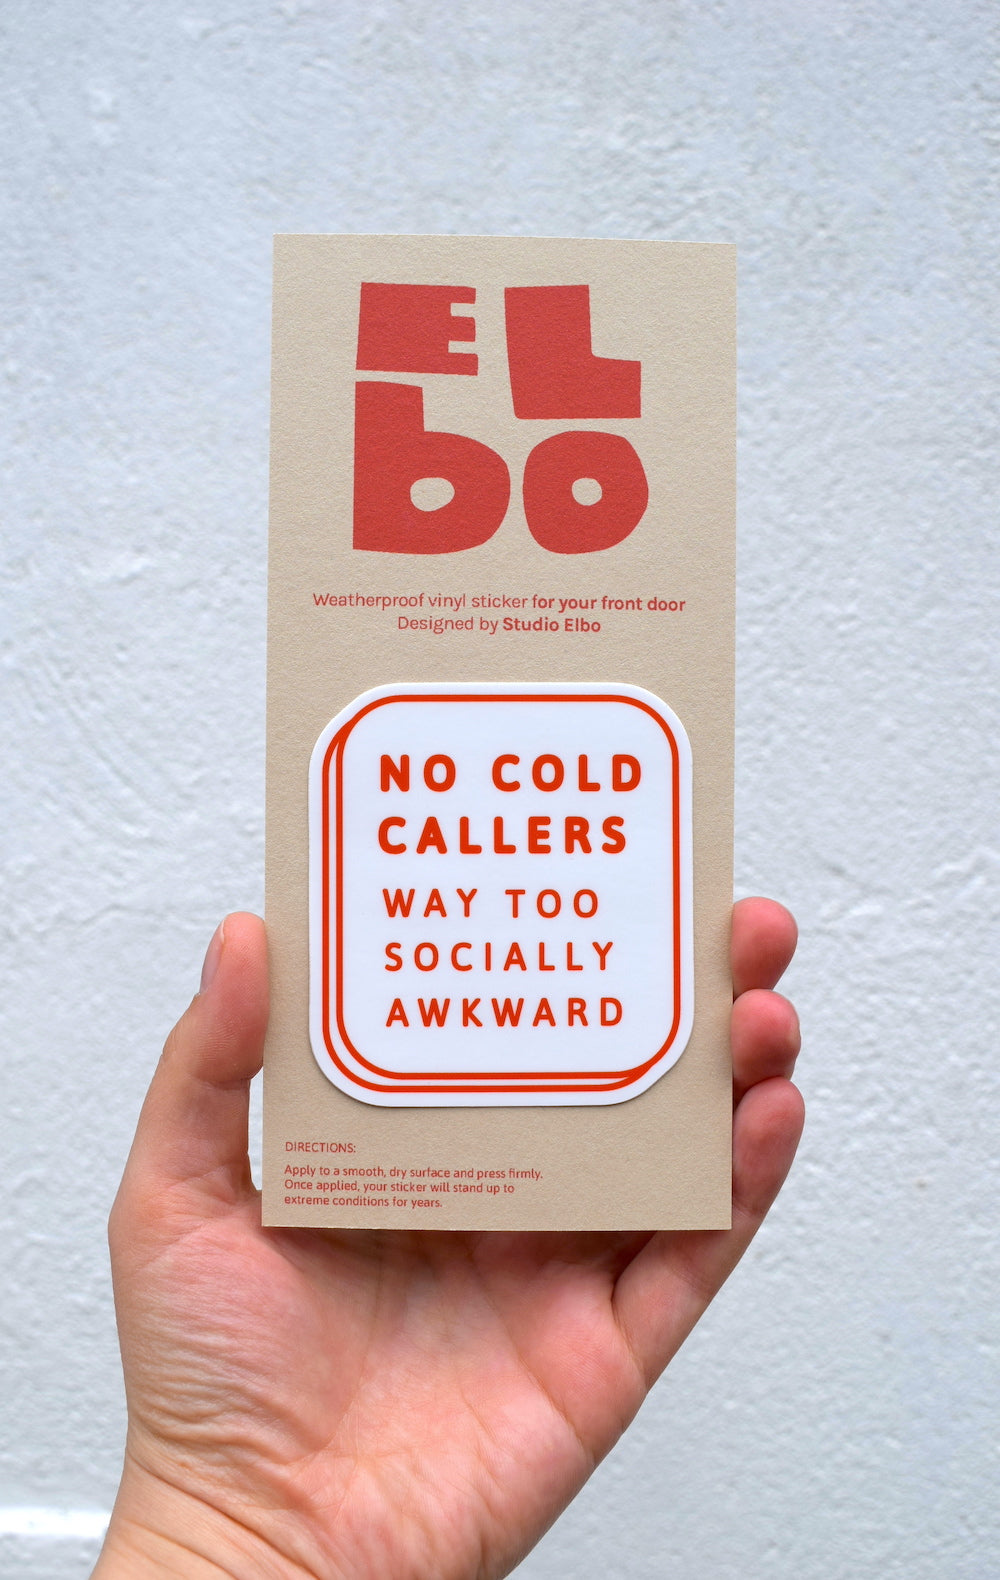 EL
bo
Weatherproof vinyl sticker for your front door
Designed by Studio Elbo
NO COLD
CALLERS
WAY TOO
SOCIALLY
AWKWARD
DIRECTIONS:
Apply to a smooth, dry surface and press firmly.
Once applied, your sticker will stand up to
extreme conditions for years.